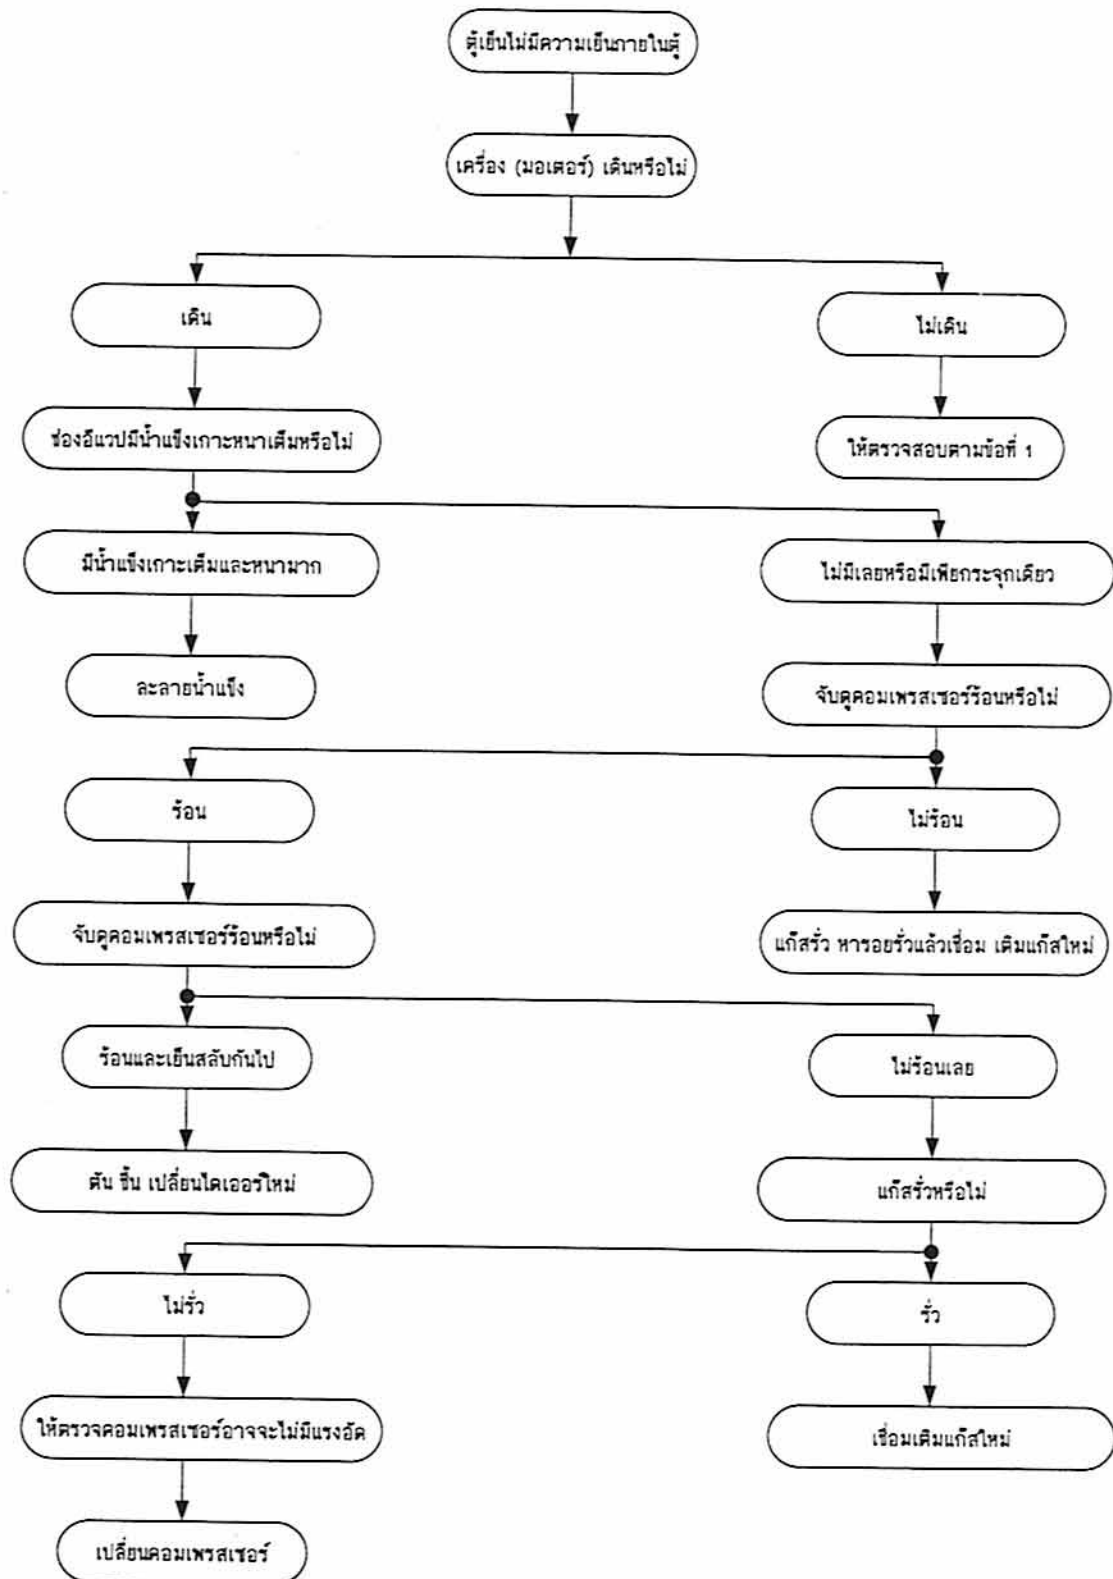 ตู้เย็นไม่มีความเย็นภายในตู้
เครื่อง (มอเตอร์) เดินหรือไม่
เดิน
ไม่เดิน
ช่องอีแวปมีน้ำแข็งเกาะหนาเต็มหรือไม่
ให้ตรวจสอบตามข้อที่ 1
มีน้ำแข็งเกาะเต็มและหนามาก
ไม่มีเลยหรือมีเพียกระจุกเดียว
ละลายน้ำแข็ง
จับดูคอมเพรสเซอร์ร้อนหรือไม่
ร้อน
ไม่ร้อน
จับดูคอมเพรสเซอร์ร้อนหรือไม่
แก๊สรั่ว หารอยรั่วแล้วเชื่อม เติมแก๊สใหม่
ร้อนและเย็นสลับกันไป
ไม่ร้อนเลย
ตัน ชื้น เปลี่ยนไดเออร์ใหม่
แก๊สรั่วหรือไม่
ไม่รั่ว
รั่ว
ให้ตรวจคอมเพรสเซอร์อาจจะไม่มีแรงอัด
เชื่อมเติมแก๊สใหม่
เปลี่ยนคอมเพรสเซอร์